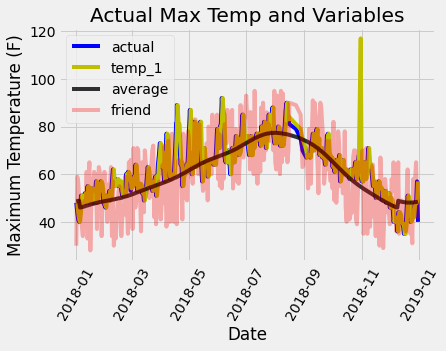 Actual Max Temp and Variables
120
100
80
60
40
Maximum Temperature (F)
actual
temp_1
average
friend
2018-01
2018-03
2018-05
2018-07
2018-09
2018-11
2019-01
Date